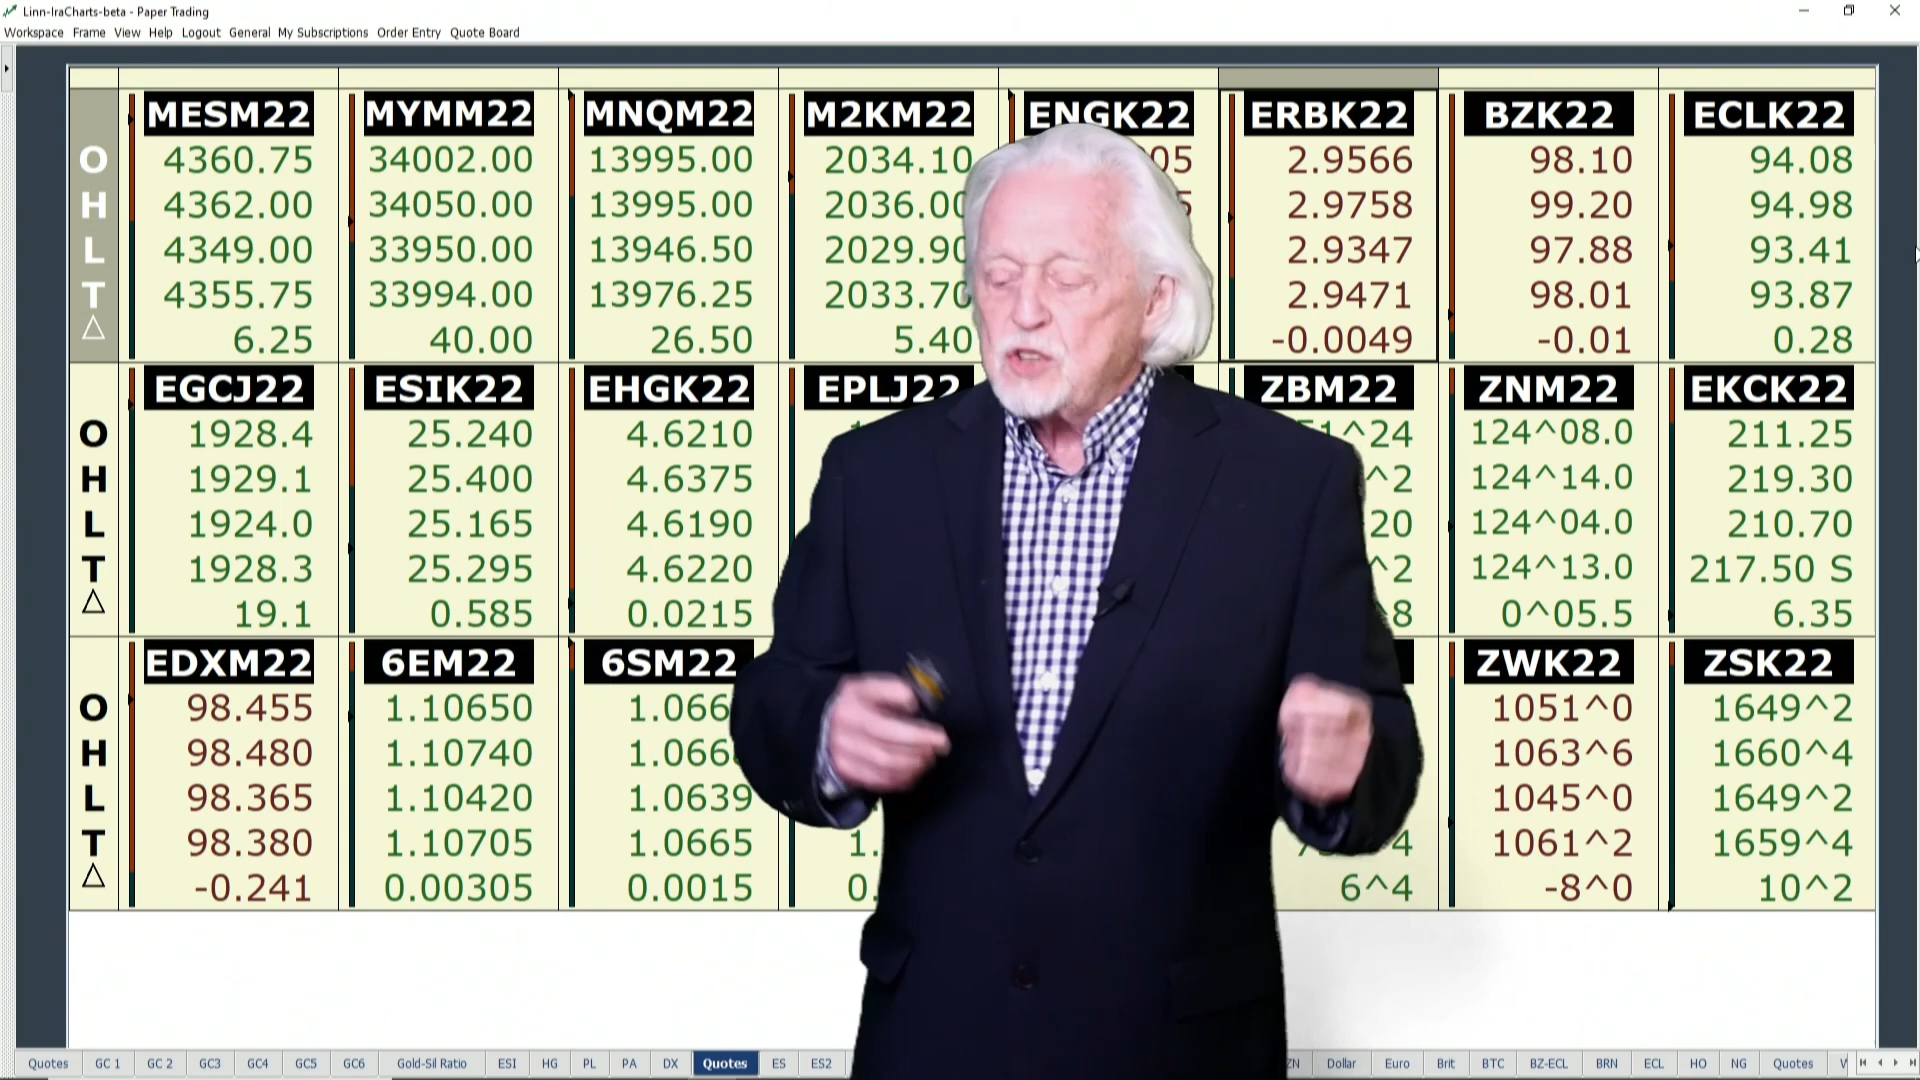 Linn-IraCharts-beta - Paper Trading
Workspace Frame View Help Logout General My Subscriptions Order Entry Quote Board
MESM22 MYMM22 MNQM22 M2KM22 ENGK22 ERBK22 BZK22 ECLK22
O 4360.75 34002.00 13995.00 2034.10 2.9566 98.10 94.08
H 4362.00 34050.00 13995.00 2036.00 2.9758 99.20 94.98
L 4349.00 33950.00 13946.50 2029.90 2.9347 97.88 93.41
T 4355.75 33994.00 13976.25 2033.70 2.9471 98.01 93.87
△ 6.25 40.00 26.50 5.40 -0.0049 -0.01 0.28
EGCJ22 ESIK22 EHGK22 EPLJ22 ZBM22 ZNM22 EKCK22
O 1928.4 25.240 4.6210 124^08.0 211.25
H 1929.1 25.400 4.6375 124^14.0 219.30
L 1924.0 25.165 4.6190 124^04.0 210.70
T 1928.3 25.295 4.6220 124^13.0 217.50 S
△ 19.1 0.585 0.0215 0^05.5 6.35
EDXM22 6EM22 6SM22 ZWK22 ZSK22
O 98.455 1.10650 1051^0 1649^2
H 98.480 1.10740 1063^6 1660^4
L 98.365 1.10420 1.0639 1045^0 1649^2
T 98.380 1.10705 1.0665 1061^2 1659^4
△ -0.241 0.00305 0.0015 6^4 -8^0 10^2
Quotes GC 1 GC 2 GC3 GC4 GC5 GC6 Gold-Sil Ratio ESI HG PL PA DX Quotes ES ES2 ZN Dollar Euro Brit BTC BZ-ECL BRN ECL HO NG Quotes